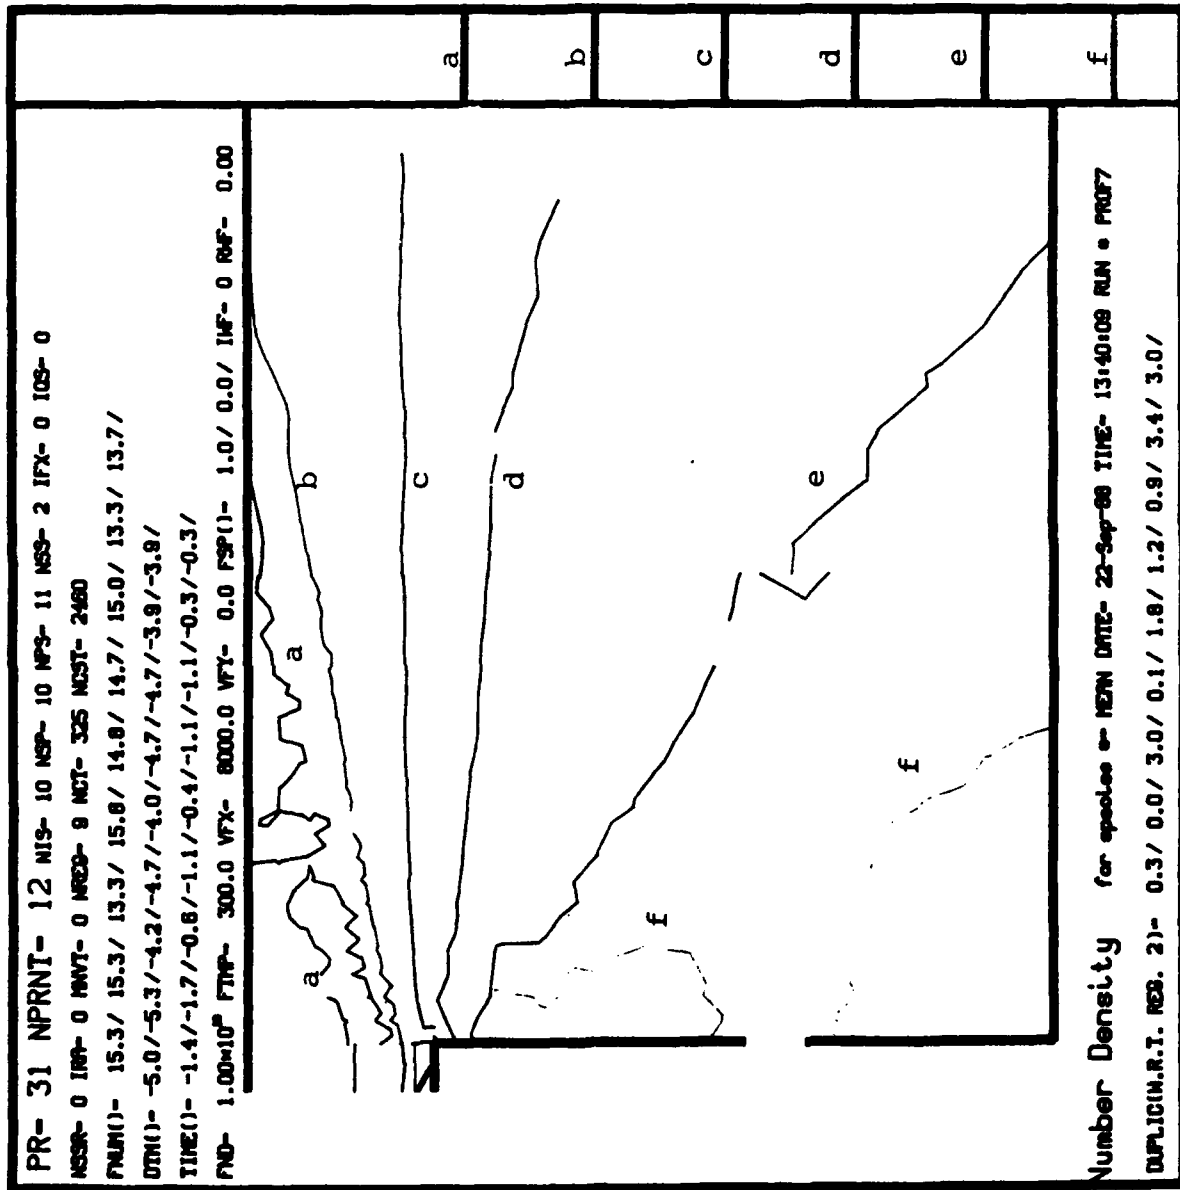 PR- 31 NPRNT- 12 NIS- 10 NSP- 10 NPS- 11 NSS- 2 IFX- 0 IOS- 0
NSSR- 0 IRA- 0 MNVT- 0 NREG- 9 NCT- 325 NCST- 2460
FNUM()- 15.3/ 15.3/ 13.3/ 15.8/ 14.8/ 14.7/ 15.0/ 13.3/ 13.7/
DTM()- -5.0/-5.3/-4.2/-4.7/-4.0/-4.7/-4.7/-3.9/-3.9/
TIME()- -1.4/-1.7/-0.6/-1.1/-0.4/-1.1/-1.1/-0.3/-0.3/
FND- 1.00×10 FTMP- 300.0 VFX- 8000.0 VFY- 0.0 FSP()- 1.0/ 0.0/ IWF- 0 RWF- 0.00
a
a
b
c
d
e
f
f
Number Density for species MEAN DATE- 22-Sep-88 TIME- 13:40:09 RUN PROF7
DUPLIC(W.R.T. REG. 2)- 0.3/ 0.0/ 3.0/ 0.1/ 1.8/ 1.2/ 0.9/ 3.4/ 3.0/
a
b
c
d
e
f